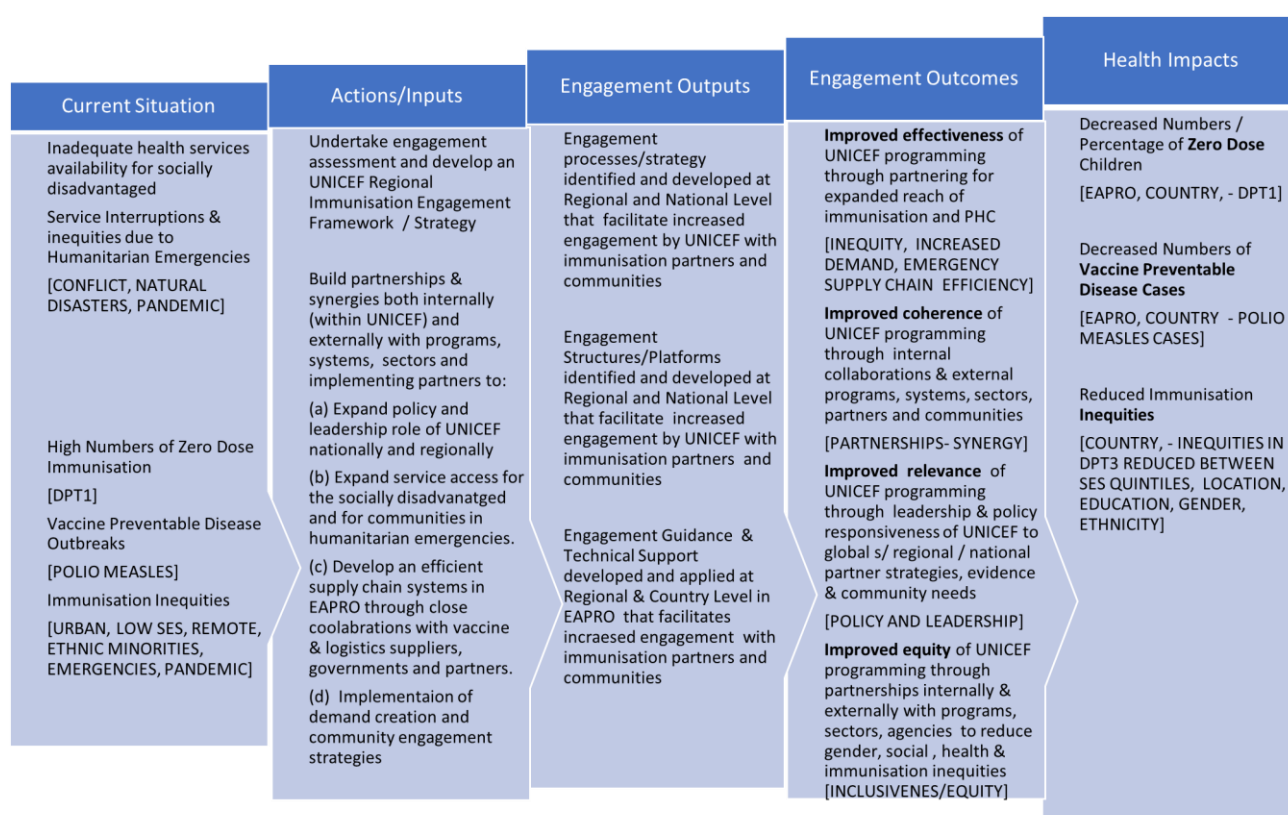 Current Situation
Inadequate health services
availability for socially
disadvantaged
Service Interruptions &
inequities due to
Humanitarian Emergencies
[CONFLICT, NATURAL
DISASTERS, PANDEMIC]
High Numbers of Zero Dose
Immunisation
[DPT1]
Vaccine Preventable Disease
Outbreaks
[POLIO MEASLES]
Immunisation Inequities
[URBAN, LOW SES, REMOTE,
ETHNIC MINORITIES,
EMERGENCIES, PANDEMIC]
Actions/Inputs
Undertake engagement
assessment and develop an
UNICEF Regional
Immunisation Engagement
Framework / Strategy
Build partnerships &
synergies both internally
(within UNICEF) and
externally with programs,
systems, sectors and
implementing partners to:
(a) Expand policy and
leadership role of UNICEF
nationally and regionally
(b) Expand service access for
the socially disadvanatged
and for communities in
humanitarian emergencies.
(c) Develop an efficient
supply chain systems in
EAPRO through close
coolabrations with vaccine
& logistics suppliers,
governments and partners.
(d) Implementaion of
demand creation and
community engagement
strategies
Engagement Outputs
Engagement
processes/strategy
identified and developed at
Regional and National Level
that facilitate increased
engagement by UNICEF with
immunisation partners and
communities
Engagement
Structures/Platforms
identified and developed at
Regional and National Level
that facilitate increased
engagement by UNICEF with
immunisation partners and
communities
Engagement Guidance &
Technical Support
developed and applied at
Regional & Country Level in
EAPRO that facilitates
incraesed engagement with
immunisation partners and
communities
Engagement Outcomes
Improved effectiveness of
UNICEF programming
through partnering for
expanded reach of
immunisation and PHC
[INEQUITY, INCREASED
DEMAND, EMERGENCY
SUPPLY CHAIN EFFICIENCY]
Improved coherence of
UNICEF programming
through internal
collaborations & external
programs, systems, sectors,
partners and communities
[PARTNERSHIPS- SYNERGY]
Improved relevance of
UNICEF programming
through leadership & policy
responsiveness of UNICEF to
global s/ regional / national
partner strategies, evidence
& community needs
[POLICY AND LEADERSHIP]
Improved equity of UNICEF
programming through
partnerships internally &
externally with programs,
sectors, agencies to reduce
gender, social , health &
immunisation inequities
[INCLUSIVENES/EQUITY]
Health Impacts
Decreased Numbers /
Percentage of Zero Dose
Children
[EAPRO, COUNTRY, - DPT1]
Decreased Numbers of
Vaccine Preventable
Disease Cases
[EAPRO, COUNTRY - POLIO
MEASLES CASES]
Reduced Immunisation
Inequities
[COUNTRY, - INEQUITIES IN
DPT3 REDUCED BETWEEN
SES QUINTILES, LOCATION,
EDUCATION, GENDER,
ETHNICITY]